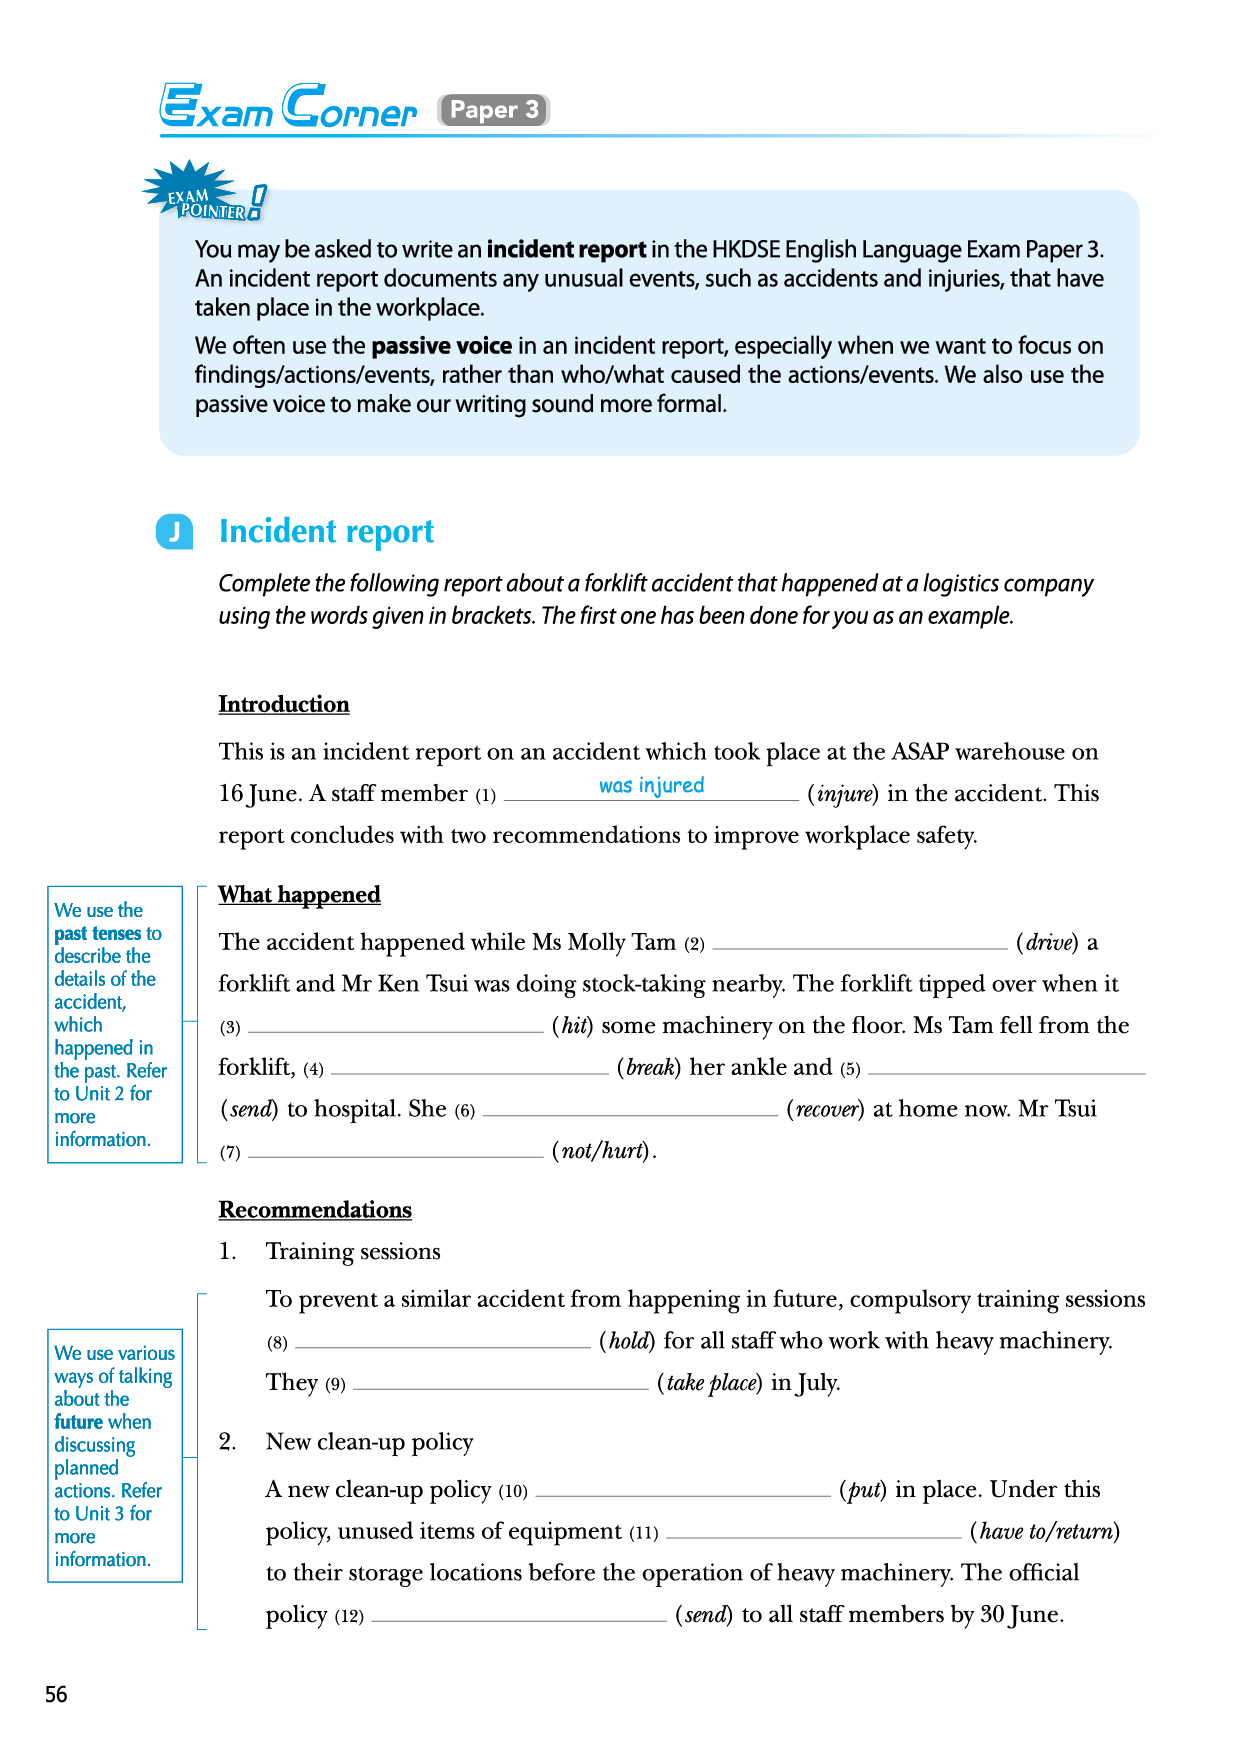 Exam Corner Paper 3
EXAM
POINTER!
You may be asked to write an incident report in the HKDSE English Language Exam Paper 3.
An incident report documents any unusual events, such as accidents and injuries, that have
taken place in the workplace.
We often use the passive voice in an incident report, especially when we want to focus on
findings/actions/events, rather than who/what caused the actions/events. We also use the
passive voice to make our writing sound more formal.
J Incident report
Complete the following report about a forklift accident that happened at a logistics company
using the words given in brackets. The first one has been done for you as an example.
Introduction
This is an incident report on an accident which took place at the ASAP warehouse on
16 June. A staff member (1) was injured (injure) in the accident. This
report concludes with two recommendations to improve workplace safety.
We use the
past tenses to
describe the
details of the
accident,
which
happened in
the past. Refer
to Unit 2 for
more
information.
What happened
The accident happened while Ms Molly Tam (2) ____ (drive) a
forklift and Mr Ken Tsui was doing stock-taking nearby. The forklift tipped over when it
(3) ____ (hit) some machinery on the floor. Ms Tam fell from the
forklift, (4) ____ (break) her ankle and (5) ____
(send) to hospital. She (6) ____ (recover) at home now. Mr Tsui
(7) ____ (not/hurt).
Recommendations
1. Training sessions
To prevent a similar accident from happening in future, compulsory training sessions
(8) ____ (hold) for all staff who work with heavy machinery.
They (9) ____ (take place) in July.
We use various
ways of talking
about the
future when
discussing
planned
actions. Refer
to Unit 3 for
more
information.
2. New clean-up policy
A new clean-up policy (10) ____ (put) in place. Under this
policy, unused items of equipment (11) ____ (have to/return)
to their storage locations before the operation of heavy machinery. The official
policy (12) ____ (send) to all staff members by 30 June.
56